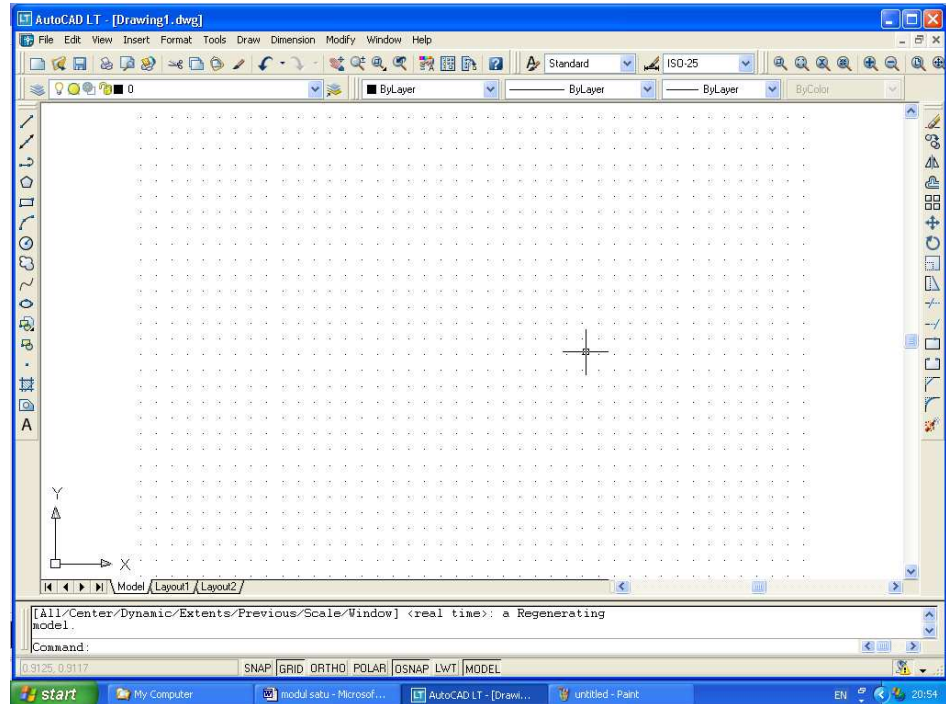 AutoCAD LT - [Drawing1.dwg]
File Edit View Insert Format Tools Draw Dimension Modify Window Help
Standard ISO-25
0 ByLayer ByLayer ByLayer ByColor
A
Y
X
Model Layout1 Layout2
[All/Center/Dynamic/Extents/Previous/Scale/Window] <real time>: a Regenerating
model.
Command:
0.9125, 0.9117 SNAP GRID ORTHO POLAR OSNAP LWT MODEL
start My Computer modul satu - Microsof... AutoCAD LT - [Drawi... untitled - Paint EN 20:54